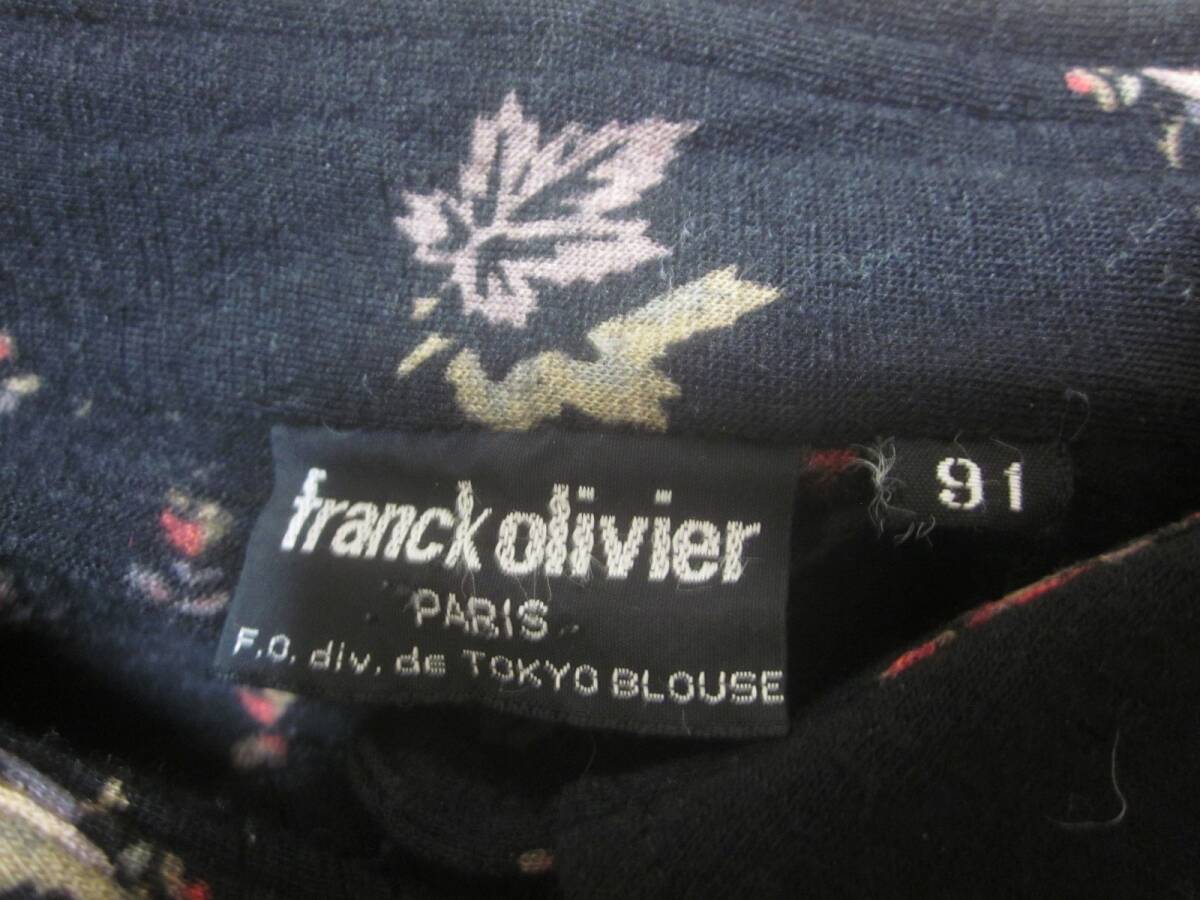 franck olivier
PARIS
F.O. div. de TOKYO BLOUSE
91